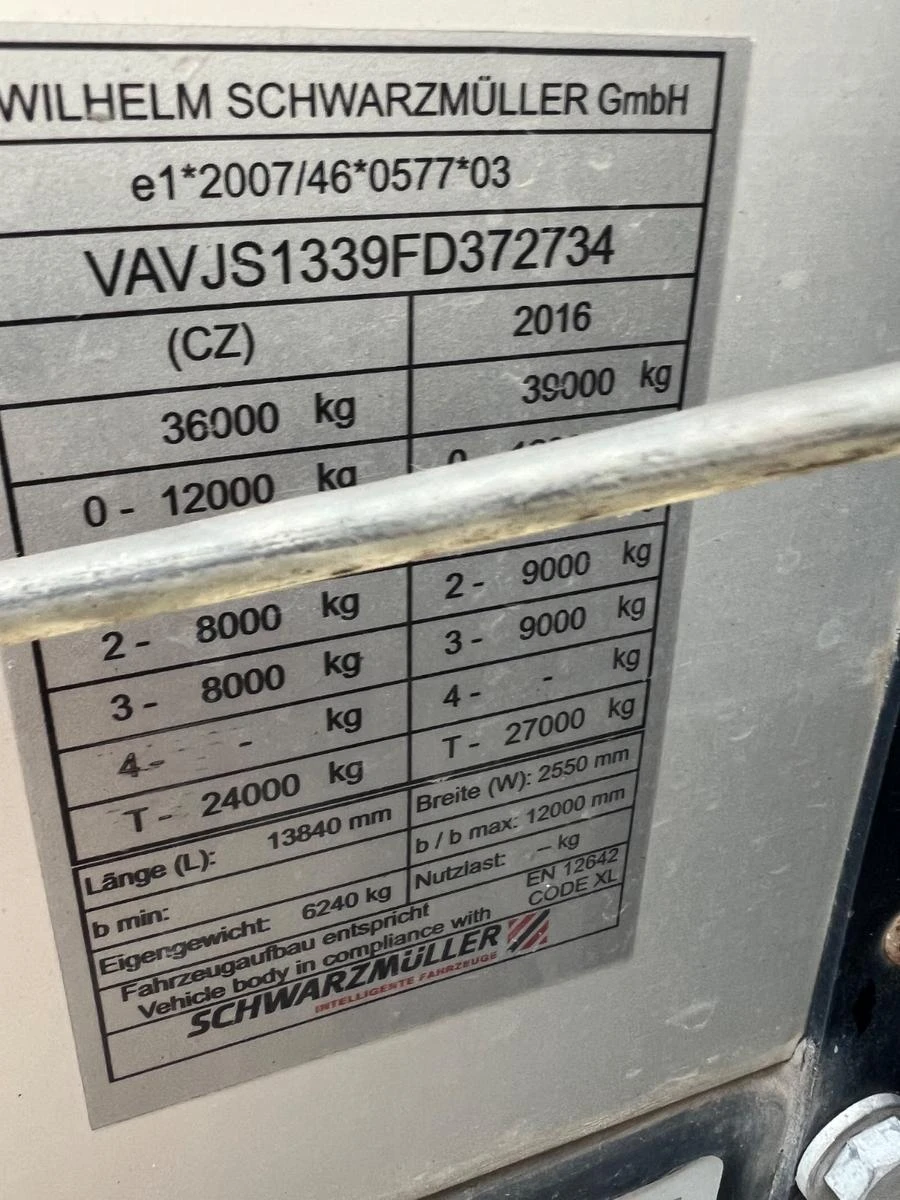 WILHELM SCHWARZMÜLLER GmbH
e1*2007/46*0577*03
VAVJS1339FD372734
(CZ) 2016
36000 kg 39000 kg
0 - 12000 kg 0
2 - 8000 kg 2 - 9000 kg
3 - 8000 kg 3 - 9000 kg
4 - - kg 4 - - kg
T - 24000 kg T - 27000 kg
Länge (L): 13840 mm Breite (W): 2550 mm
b min: b / b max: 12000 mm
Eigengewicht: 6240 kg Nutzlast: – kg
Fahrzeugaufbau entspricht EN 12642
Vehicle body in compliance with CODE XL
SCHWARZMÜLLER
INTELLIGENTE FAHRZEUGE